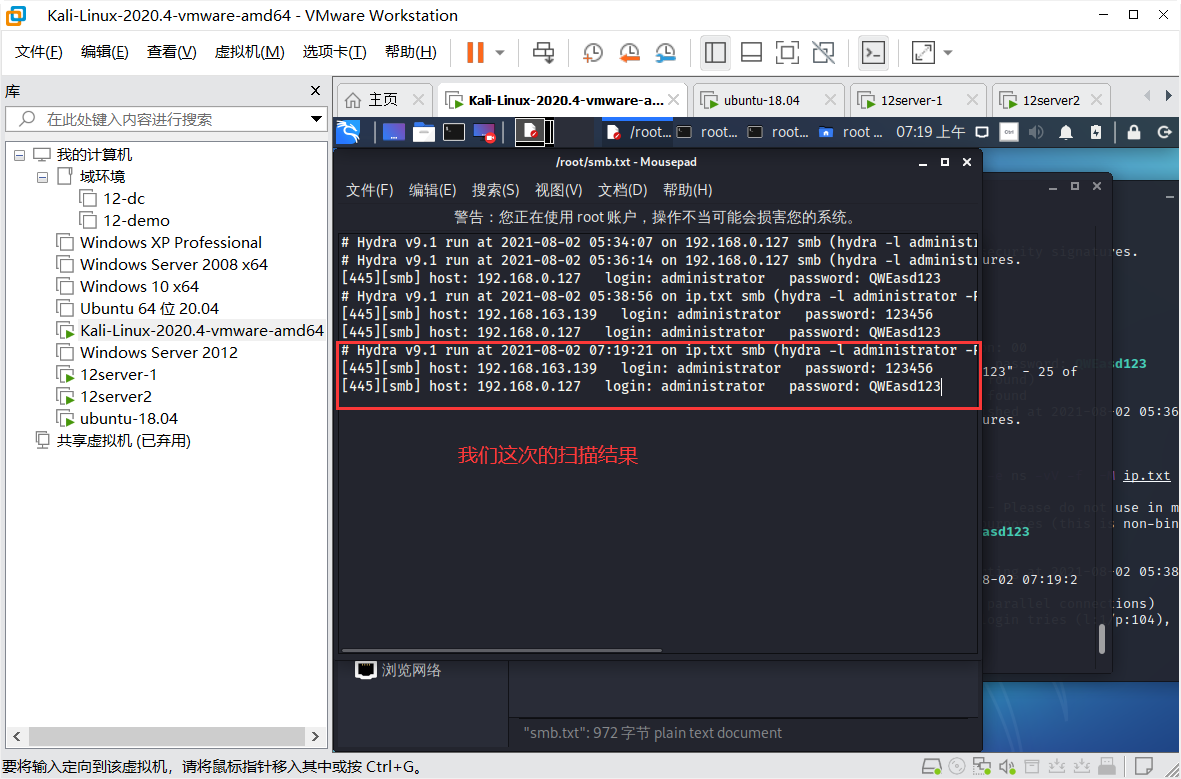 Kali-Linux-2020.4-vmware-amd64 - VMware Workstation
文件(F) 编辑(E) 查看(V) 虚拟机(M) 选项卡(T) 帮助(H)
库
在此处键入内容进行搜索
我的计算机
域环境
12-dc
12-demo
Windows XP Professional
Windows Server 2008 x64
Windows 10 x64
Ubuntu 64 位 20.04
Kali-Linux-2020.4-vmware-amd64
Windows Server 2012
12server-1
12server2
ubuntu-18.04
共享虚拟机 (已弃用)
主页 Kali-Linux-2020.4-vmware-a... ubuntu-18.04 12server-1 12server2
/root... root... root... root ... 07:19 上午
/root/smb.txt - Mousepad
文件(F) 编辑(E) 搜索(S) 视图(V) 文档(D) 帮助(H)
警告：您正在使用 root 账户，操作不当可能会损害您的系统。
# Hydra v9.1 run at 2021-08-02 05:34:07 on 192.168.0.127 smb (hydra -l administr
# Hydra v9.1 run at 2021-08-02 05:36:14 on 192.168.0.127 smb (hydra -l administr
[445][smb] host: 192.168.0.127 login: administrator password: QWEasd123
# Hydra v9.1 run at 2021-08-02 05:38:56 on ip.txt smb (hydra -l administrator -P
[445][smb] host: 192.168.163.139 login: administrator password: 123456
[445][smb] host: 192.168.0.127 login: administrator password: QWEasd123
# Hydra v9.1 run at 2021-08-02 07:19:21 on ip.txt smb (hydra -l administrator -P
[445][smb] host: 192.168.163.139 login: administrator password: 123456
[445][smb] host: 192.168.0.127 login: administrator password: QWEasd123
我们这次的扫描结果
curity signatures.
ures.
asd123
123" - 25 of
found
at 2021-08-02 05:36
ures.
ip.txt
- Please do not use in m
(this is non-bin
asd123
at 2021-08-02 05:38
8-02 07:19:2
parallel connections)
login tries (l:1/p:104),
浏览网络
"smb.txt": 972 字节 plain text document
要将输入定向到该虚拟机，请将鼠标指针移入其中或按 Ctrl+G。